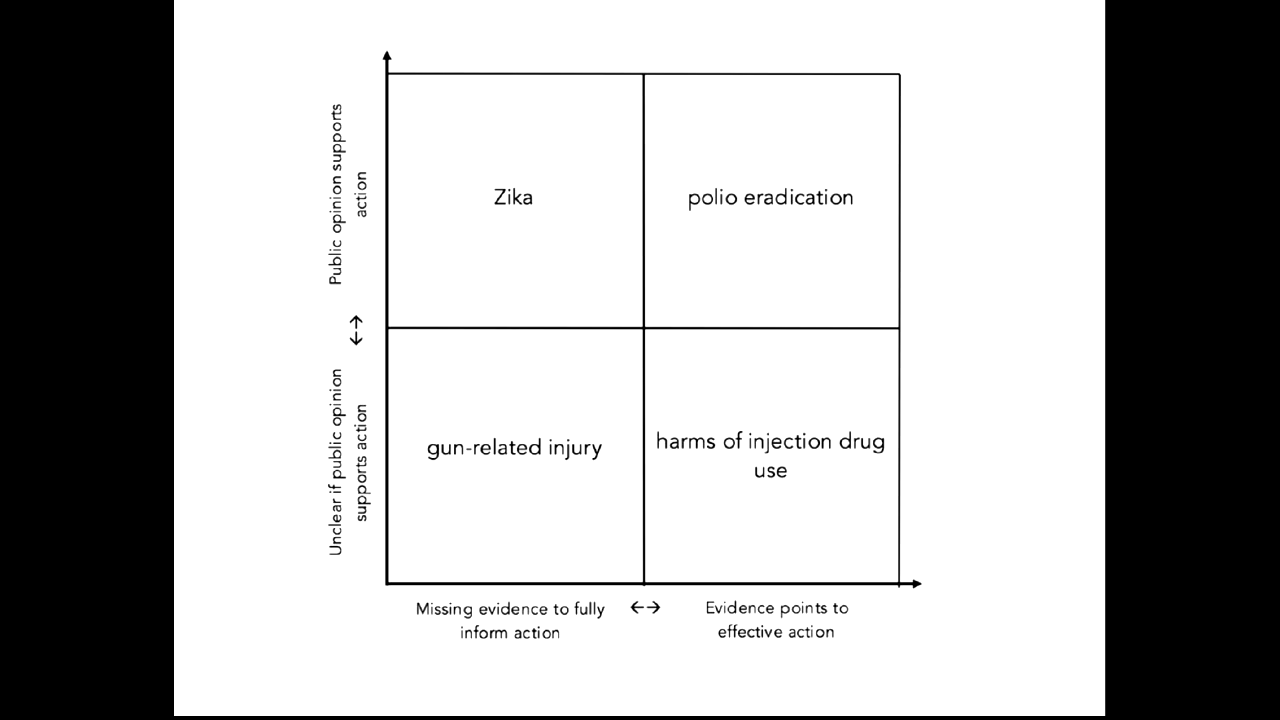 Public opinion supports
action
Zika
polio eradication
↔
Unclear if public opinion
supports action
gun-related injury
harms of injection drug
use
Missing evidence to fully
inform action
↔
Evidence points to
effective action